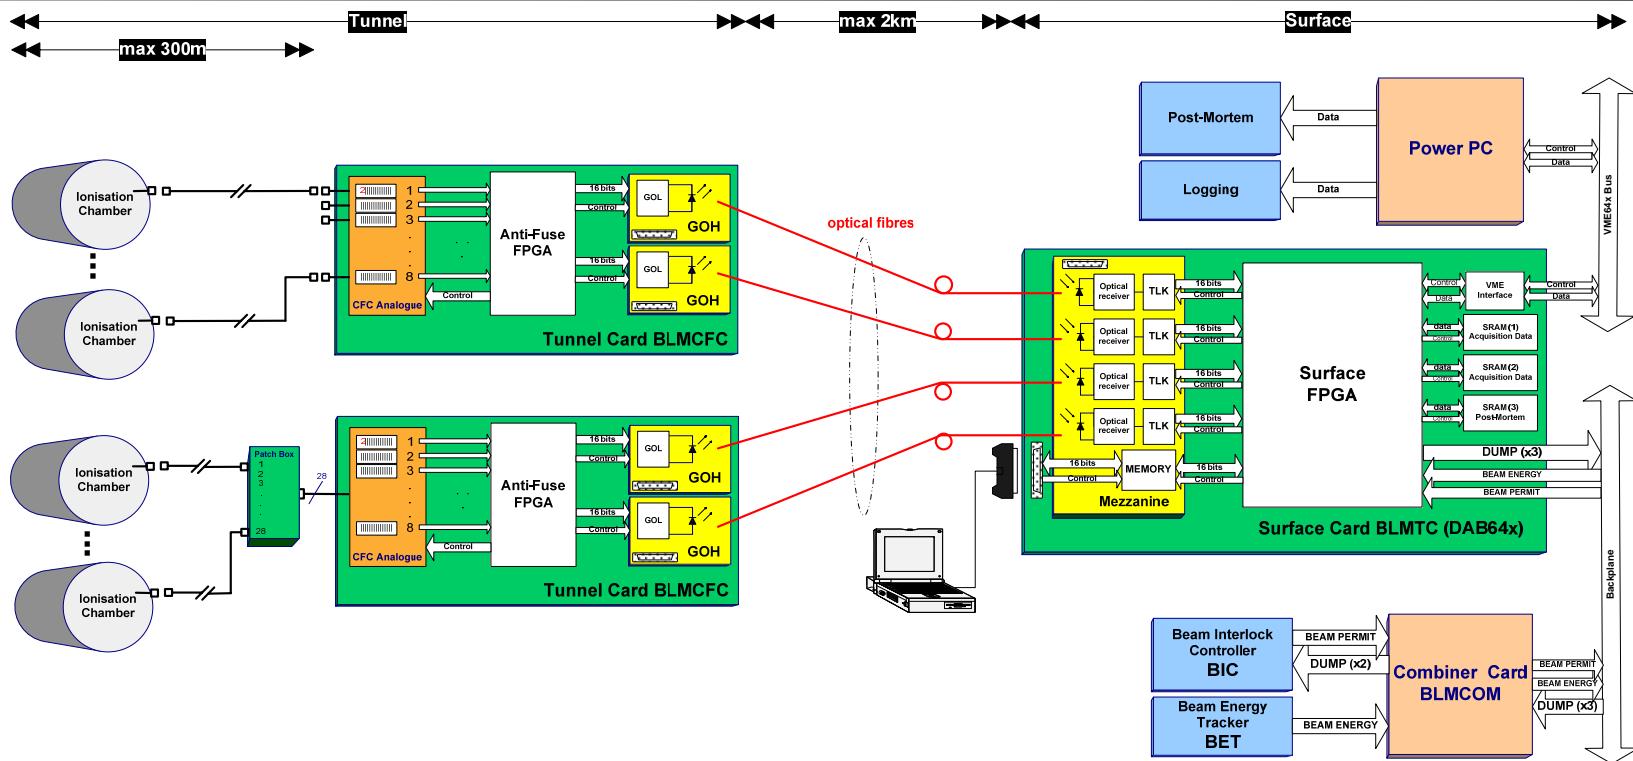 Tunnel
max 2km
Surface
max 300m
Ionisation
Chamber
Ionisation
Chamber
1
2
3
8
CFC Analogue
Control
Anti-Fuse
FPGA
16 bits
Control
16 bits
Control
GOL
GOH
GOL
GOH
Tunnel Card BLMCFC
Ionisation
Chamber
Ionisation
Chamber
Patch Box
1
2
3
28
28
1
2
3
8
CFC Analogue
Control
Anti-Fuse
FPGA
16 bits
Control
16 bits
Control
GOL
GOH
GOL
GOH
Tunnel Card BLMCFC
optical fibres
Post-Mortem
Data
Logging
Data
Power PC
Control
Data
VME64x Bus
Optical
receiver
TLK
16 bits
Control
Optical
receiver
TLK
16 bits
Control
Optical
receiver
TLK
16 bits
Control
Optical
receiver
TLK
16 bits
Control
16 bits
Control
MEMORY
16 bits
Control
Mezzanine
Surface
FPGA
Control
Data
VME
Interface
Control
Data
data
Control
SRAM(1)
Acquisition Data
data
Control
SRAM(2)
Acquisition Data
data
Control
SRAM(3)
Post-Mortem
DUMP (x3)
BEAM ENERGY
BEAM PERMIT
Surface Card BLMTC (DAB64x)
Backplane
Beam Interlock
Controller
BIC
BEAM PERMIT
DUMP (x2)
Beam Energy
Tracker
BET
BEAM ENERGY
Combiner Card
BLMCOM
BEAM PERMIT
BEAM ENERGY
DUMP (x3)